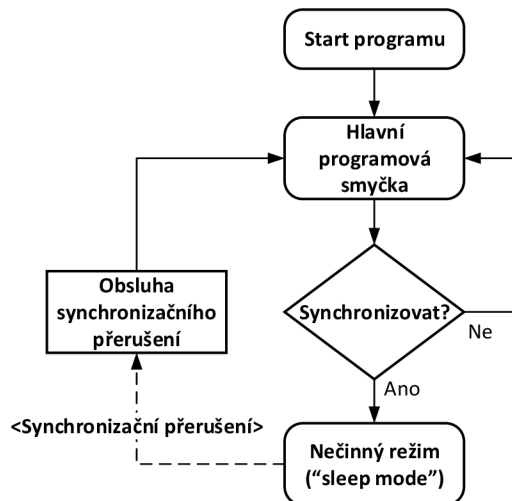 Start programu
Hlavní
programová
smyčka
Obsluha
synchronizačního
přerušení
Synchronizovat?
Ne
Ano
<Synchronizační přerušení>
Nečinný režim
(“sleep mode”)